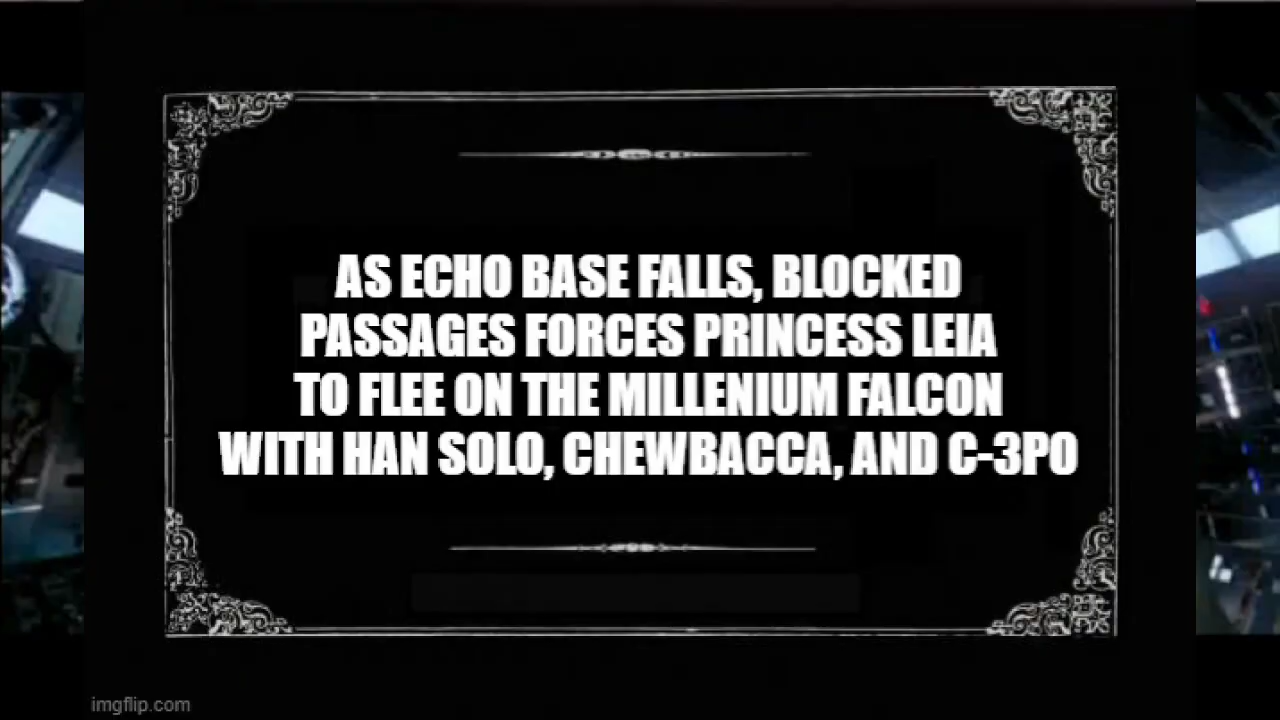 AS ECHO BASE FALLS, BLOCKED
PASSAGES FORCES PRINCESS LEIA
TO FLEE ON THE MILLENIUM FALCON
WITH HAN SOLO, CHEWBACCA, AND C-3PO
imgflip.com